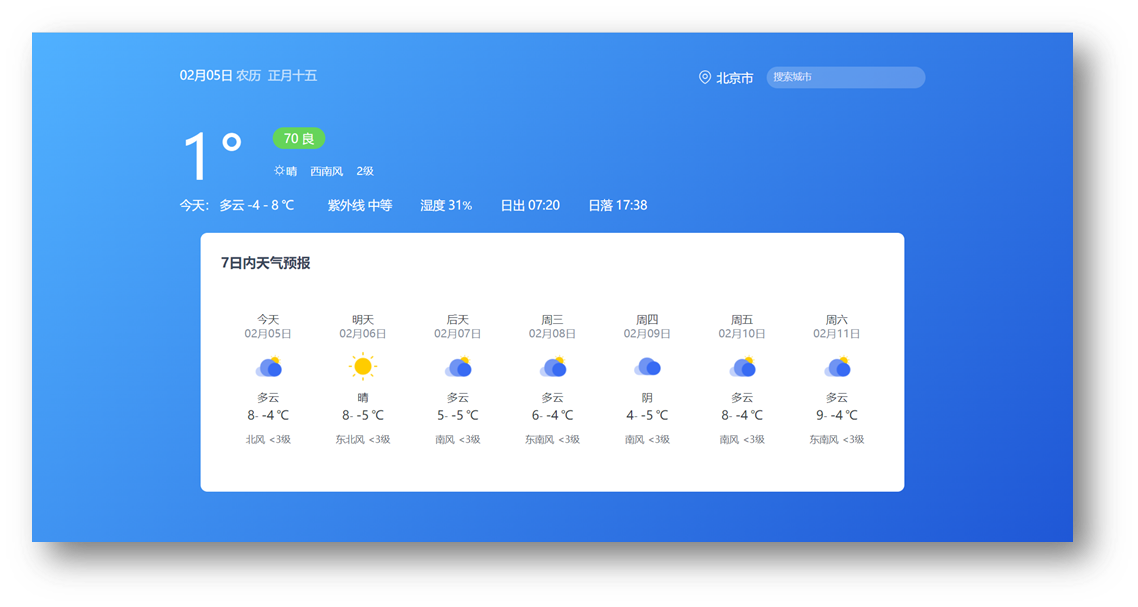 02月05日 农历 正月十五
北京市 搜索城市
1°
70 良
晴 西南风 2级
今天： 多云 -4 - 8 ℃ 紫外线 中等 湿度 31% 日出 07:20 日落 17:38
7日内天气预报
今天 明天 后天 周三 周四 周五 周六
02月05日 02月06日 02月07日 02月08日 02月09日 02月10日 02月11日
多云 晴 多云 多云 阴 多云 多云
8- -4 ℃ 8- -5 ℃ 5- -5 ℃ 6- -4 ℃ 4- -5 ℃ 8- -4 ℃ 9- -4 ℃
北风 <3级 东北风 <3级 南风 <3级 东南风 <3级 南风 <3级 南风 <3级 东南风 <3级